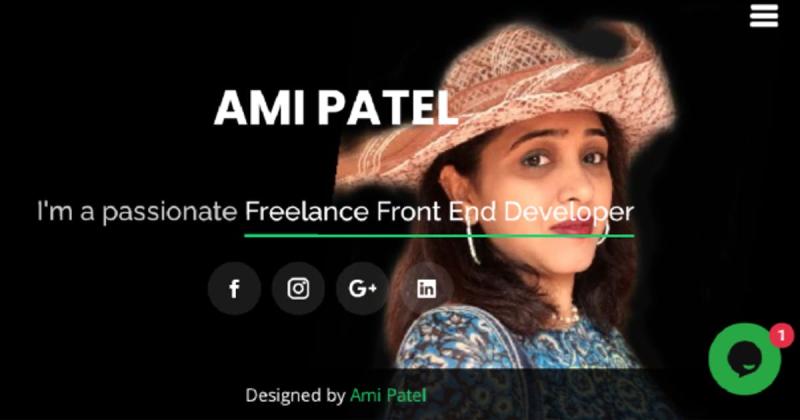 AMI PATEL
I'm a passionate Freelance Front End Developer
f G+ in
1
Designed by Ami Patel